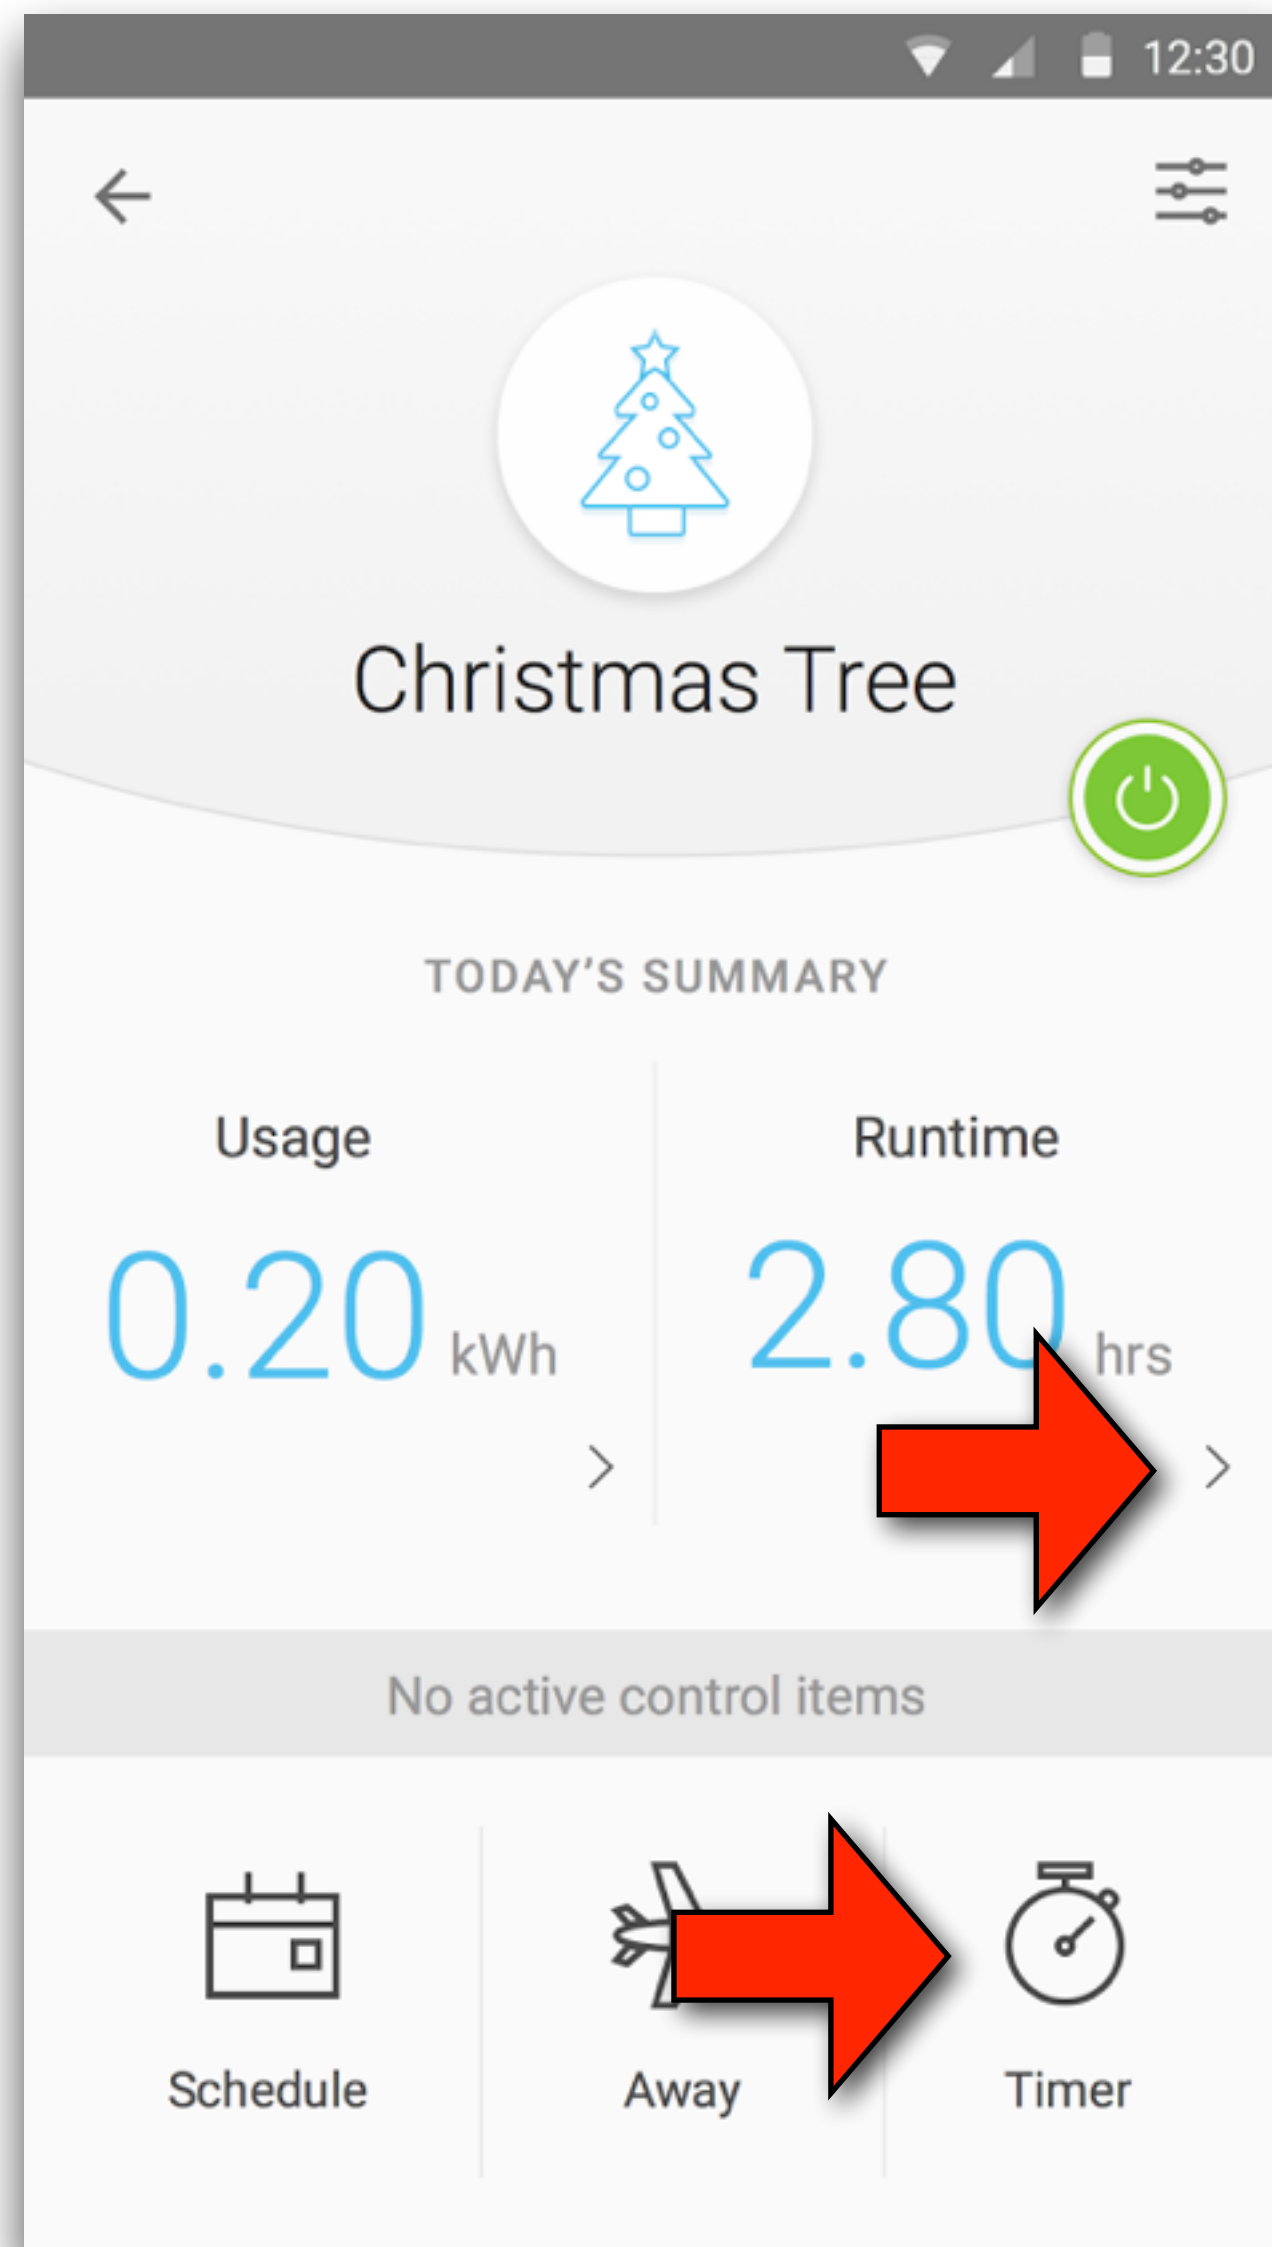 12:30
Christmas Tree
TODAY'S SUMMARY
Usage
Runtime
0.20 kWh
2.80 hrs
No active control items
Schedule
Away
Timer